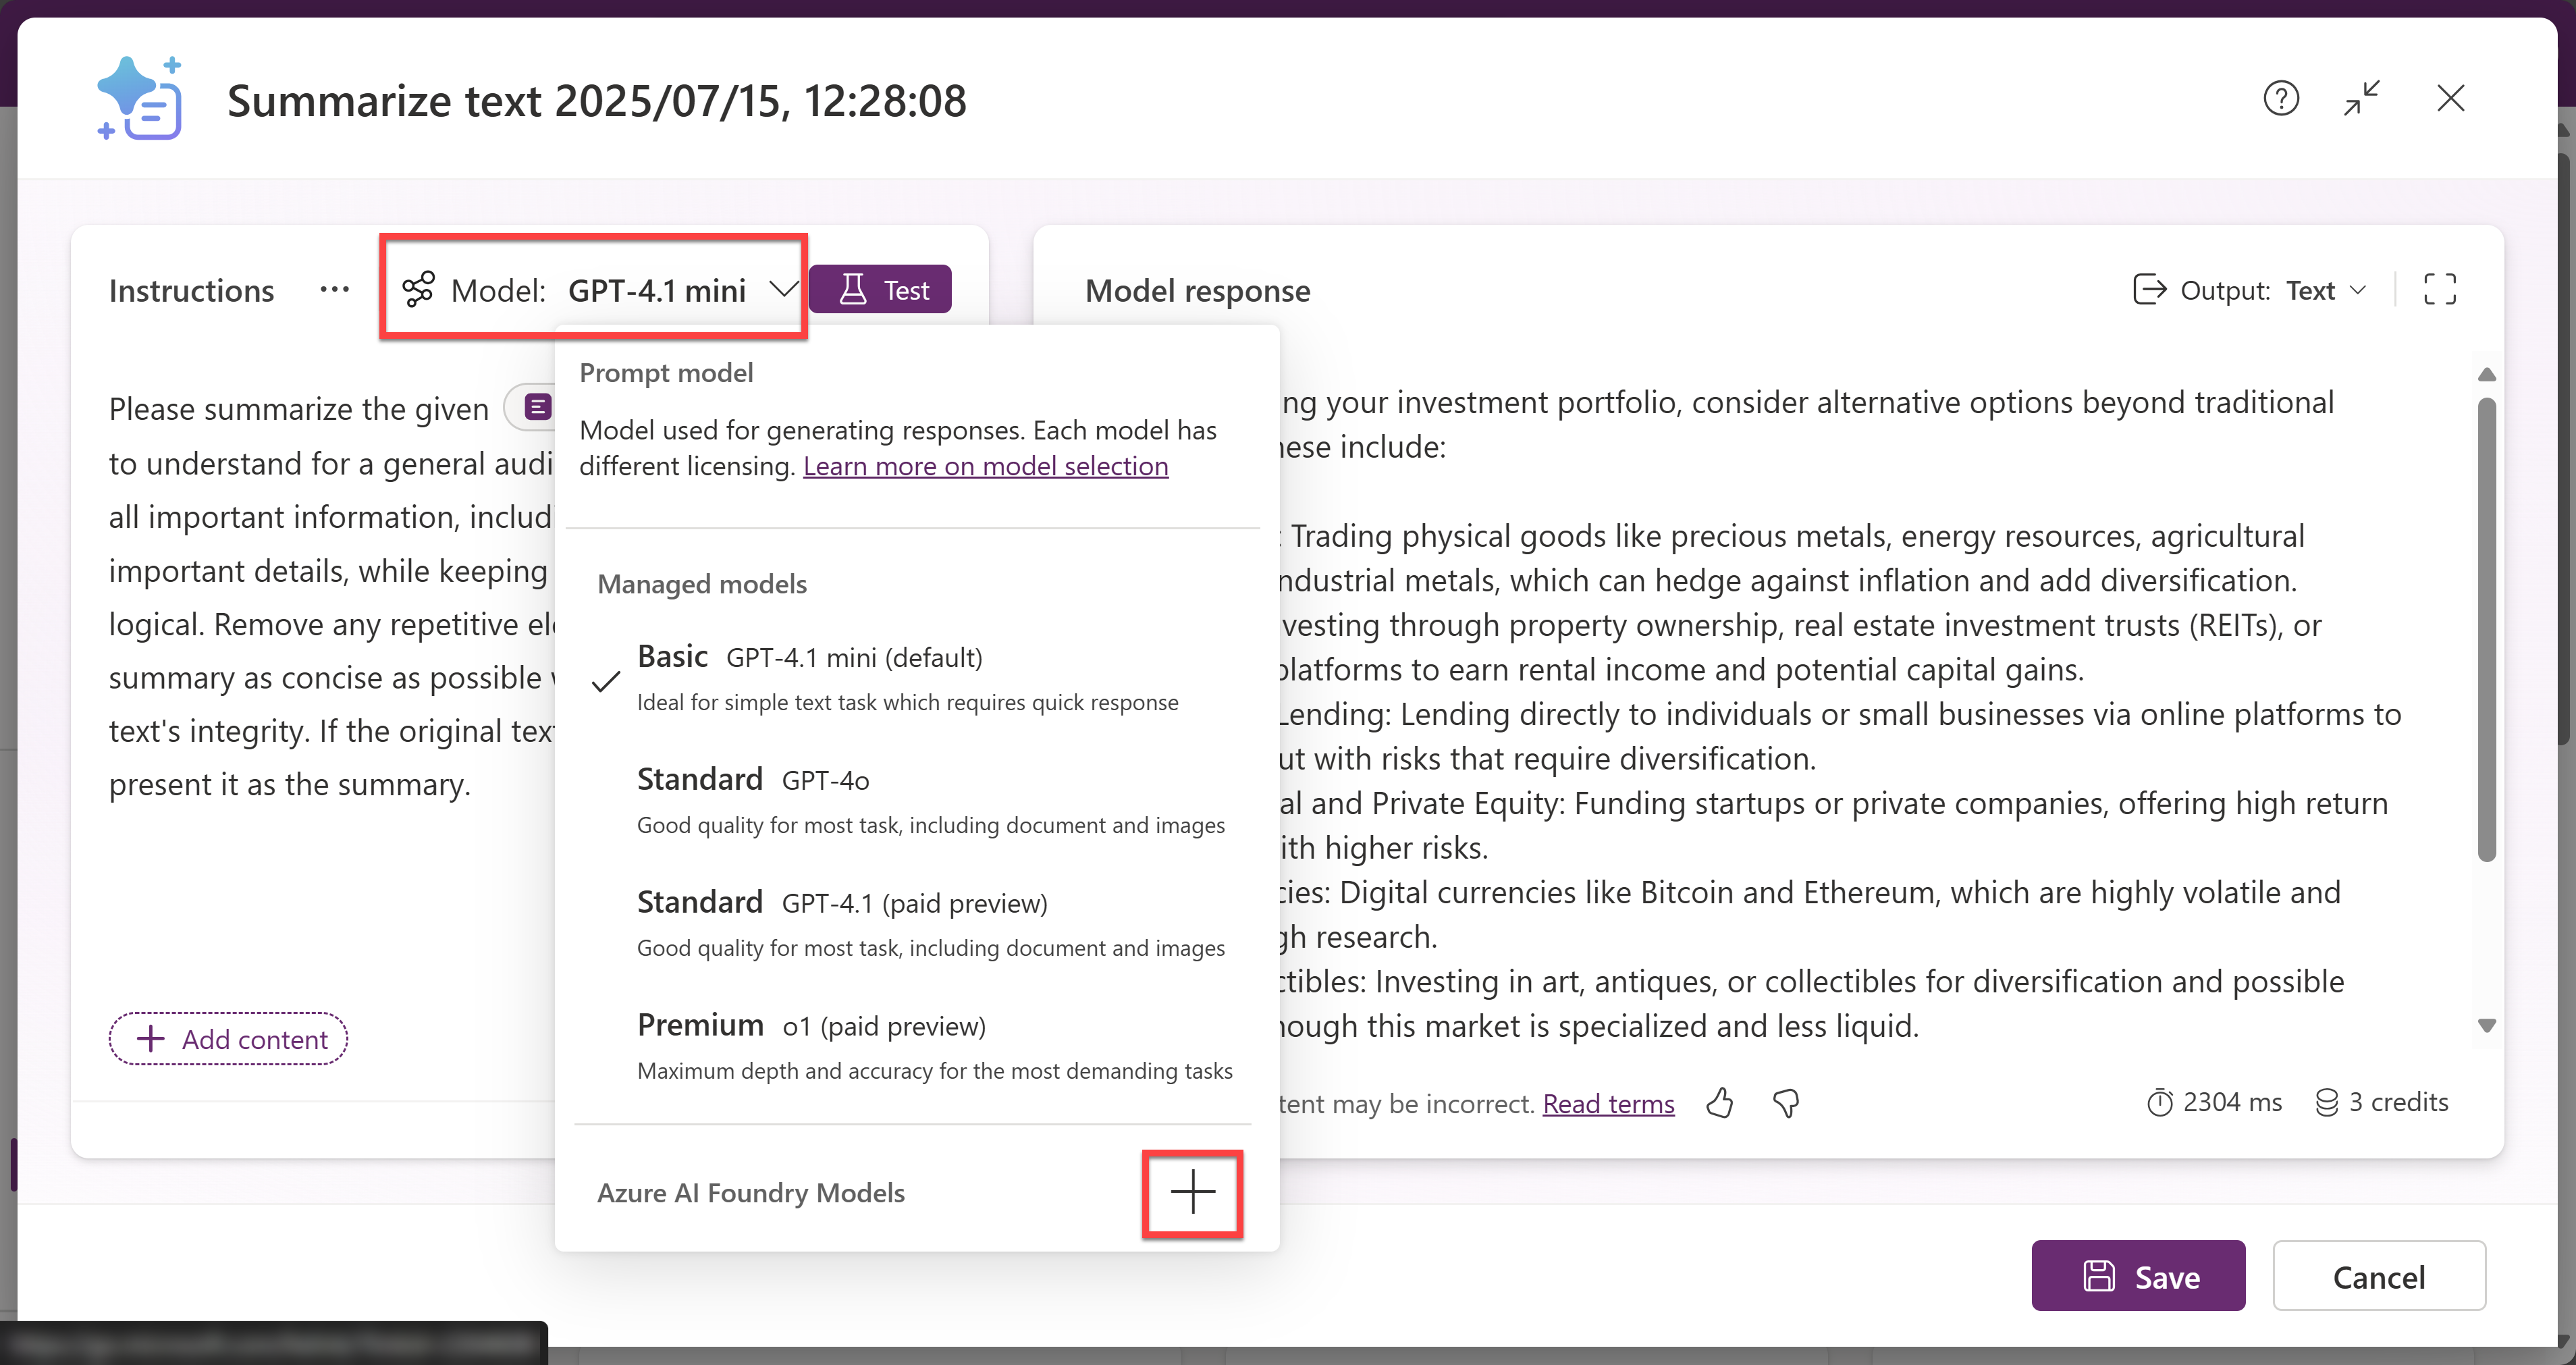 Summarize text 2025/07/15, 12:28:08
Instructions
Model: GPT-4.1 mini
Test
Please summarize the given
to understand for a general audi
all important information, includ
important details, while keeping
logical. Remove any repetitive el
summary as concise as possible
text's integrity. If the original tex
present it as the summary.
Add content
Prompt model
Model used for generating responses. Each model has
different licensing. Learn more on model selection
Managed models
Basic GPT-4.1 mini (default)
Ideal for simple text task which requires quick response
Standard GPT-4o
Good quality for most task, including document and images
Standard GPT-4.1 (paid preview)
Good quality for most task, including document and images
Premium o1 (paid preview)
Maximum depth and accuracy for the most demanding tasks
Azure AI Foundry Models
Model response
Output: Text
ng your investment portfolio, consider alternative options beyond traditional
hese include:
: Trading physical goods like precious metals, energy resources, agricultural
ndustrial metals, which can hedge against inflation and add diversification.
vesting through property ownership, real estate investment trusts (REITs), or
platforms to earn rental income and potential capital gains.
Lending: Lending directly to individuals or small businesses via online platforms to
ut with risks that require diversification.
al and Private Equity: Funding startups or private companies, offering high return
ith higher risks.
cies: Digital currencies like Bitcoin and Ethereum, which are highly volatile and
gh research.
ctibles: Investing in art, antiques, or collectibles for diversification and possible
hough this market is specialized and less liquid.
tent may be incorrect. Read terms
2304 ms
3 credits
Save
Cancel